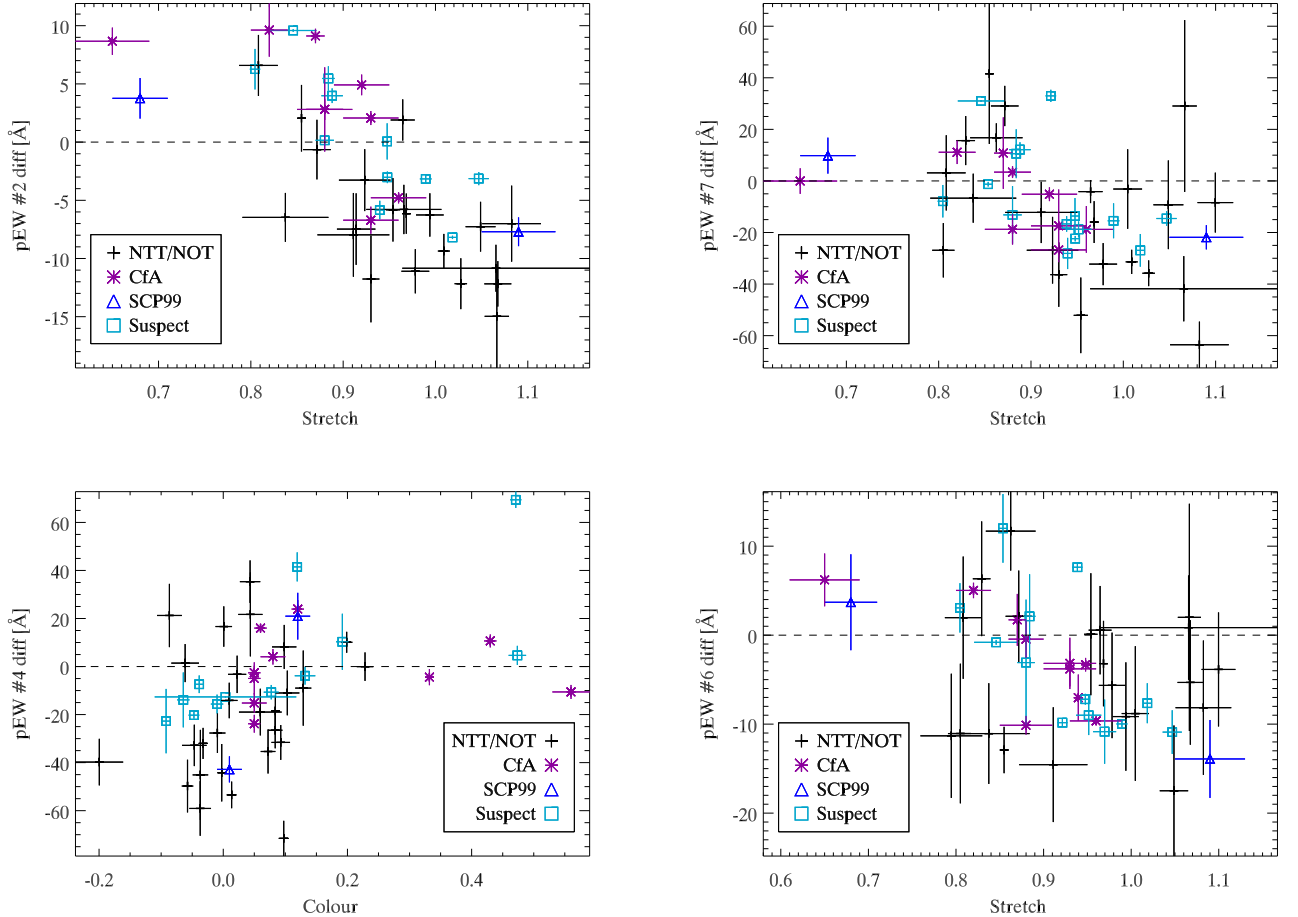 pEW #2 diff [Å]
10
5
0
-5
-10
-15
NTT/NOT
CfA
SCP99
Suspect
0.7 0.8 0.9 1.0 1.1
Stretch
pEW #7 diff [Å]
60
40
20
0
-20
-40
-60
NTT/NOT
CfA
SCP99
Suspect
0.7 0.8 0.9 1.0 1.1
Stretch
pEW #4 diff [Å]
60
40
20
0
-20
-40
-60
NTT/NOT
CfA
SCP99
Suspect
-0.2 0.0 0.2 0.4
Colour
pEW #6 diff [Å]
10
0
-10
-20
NTT/NOT
CfA
SCP99
Suspect
0.6 0.7 0.8 0.9 1.0 1.1
Stretch